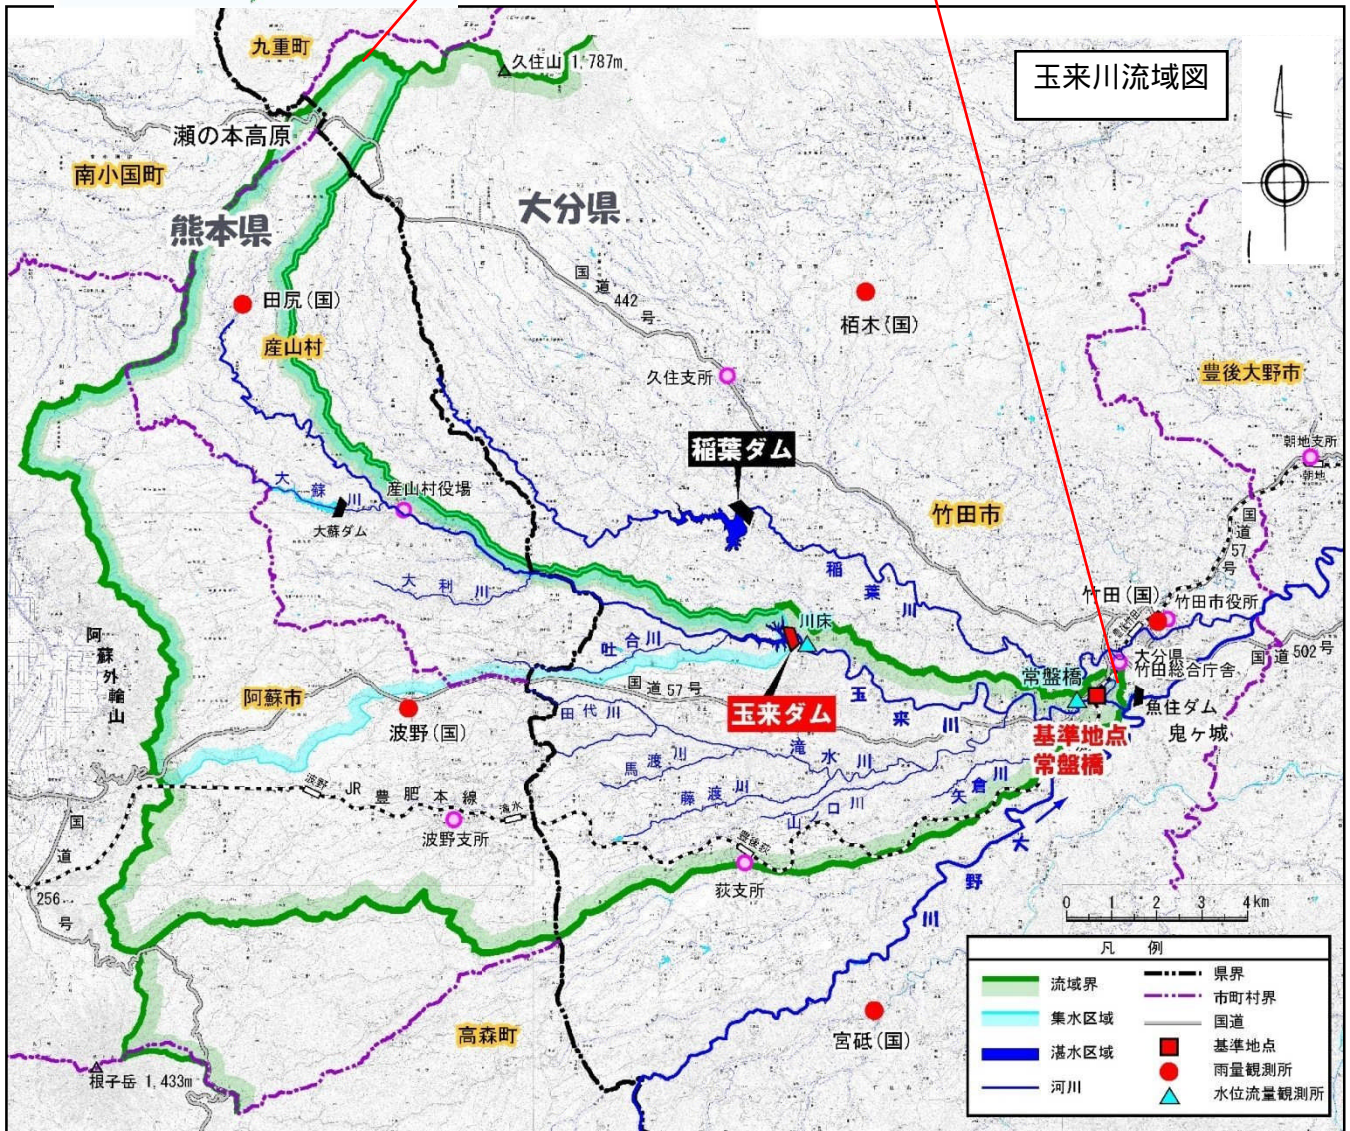 九重町
久住山 1,787m
玉来川流域図
瀬の本高原
南小国町
熊本県
大分県
田尻(国)
国道442号
栢木(国)
産山村
久住支所
豊後大野市
稲葉ダム
朝地支所
朝地
大蘇川
産山村役場
大蘇ダム
竹田市
国道57号
大利川
稲葉川
竹田(国)
竹田市役所
豊後竹田
川床
大分県
竹田総合庁舎
国道502号
阿蘇外輪山
吐合川
常盤橋
阿蘇市
国道57号
玉来ダム
玉来川
魚住ダム
鬼ヶ城
波野(国)
田代川
基準地点
常盤橋
馬渡川
滝水川
藤渡川
矢倉川
山口川
波野
JR豊肥本線
滝水
国道256号
波野支所
豊後荻
荻支所
大野川
0 1 2 4km
凡例
流域界
県界
市町村界
集水区域
国道
湛水区域
基準地点
雨量観測所
河川
水位流量観測所
高森町
宮砥(国)
根子岳 1,433m